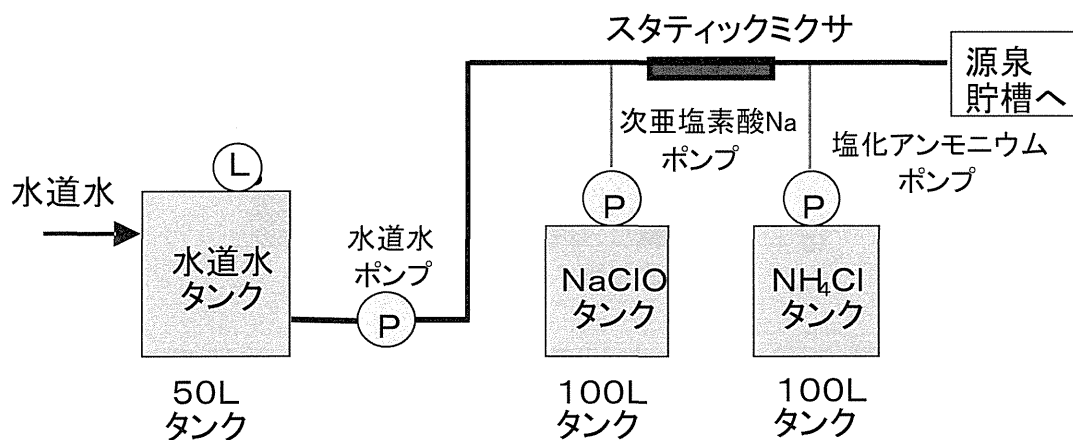 スタティックミクサ
源泉
貯槽へ
次亜塩素酸Na
ポンプ
塩化アンモニウム
ポンプ
L
水道水
水道水
ポンプ
P
P
P
水道水
タンク
NaClO
タンク
NH₄Cl
タンク
50L
タンク
100L
タンク
100L
タンク